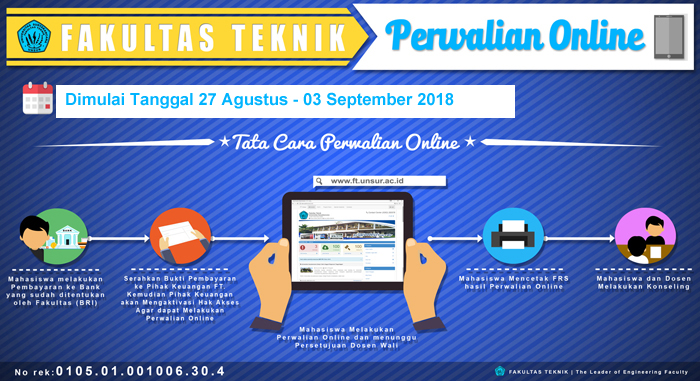 FAKULTAS TEKNIK
Perwalian Online
Dimulai Tanggal 27 Agustus - 03 September 2018
Tata Cara Perwalian Online
www.ft.unsur.ac.id
Mahasiswa melakukan
Pembayaran ke Bank
yang sudah ditentukan
oleh Fakultas (BRI)
Serahkan Bukti Pembayaran
ke Pihak Keuangan FT.
Kemudian Pihak Keuangan
akan Mengaktivasi Hak Akses
Agar dapat Melakukan
Perwalian Online
Mahasiswa Melakukan
Perwalian Online dan menunggu
Persetujuan Dosen Wali
Mahasiswa Mencetak FRS
hasil Perwalian Online
Mahasiswa dan Dosen
Melakukan Konseling
No rek:0105.01.001006.30.4
FAKULTAS TEKNIK | The Leader of Engineering Faculty